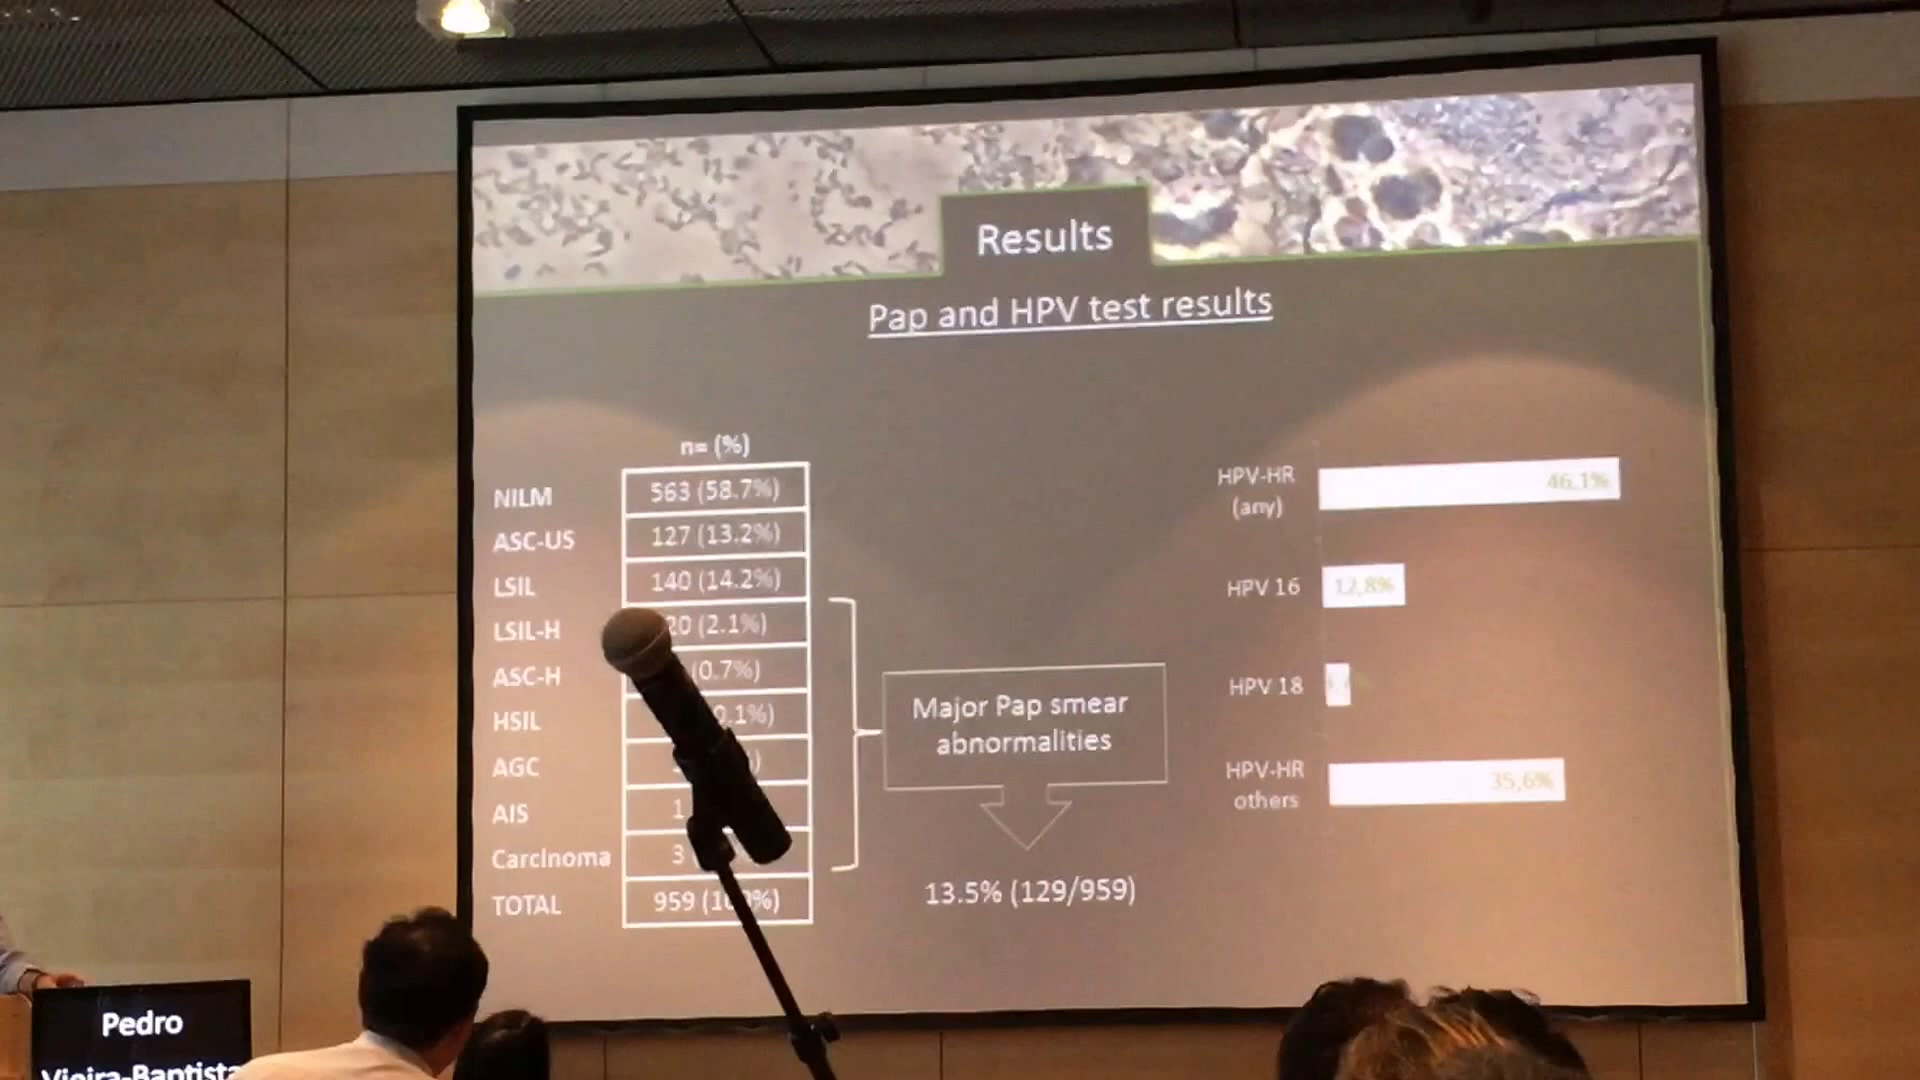 Results
Pap and HPV test results
n= (%)
NILM 563 (58.7%)
ASC-US 127 (13.2%)
LSIL 140 (14.2%)
LSIL-H 20 (2.1%)
ASC-H (0.7%)
HSIL 0.1%)
AGC
AIS 1
Carcinoma 3
TOTAL 959
Major Pap smear
abnormalities
13.5% (129/959)
HPV-HR
(any)
46.1%
HPV 16 12,8%
HPV 18
HPV-HR
others
35,6%
Pedro
Vieira-Baptista